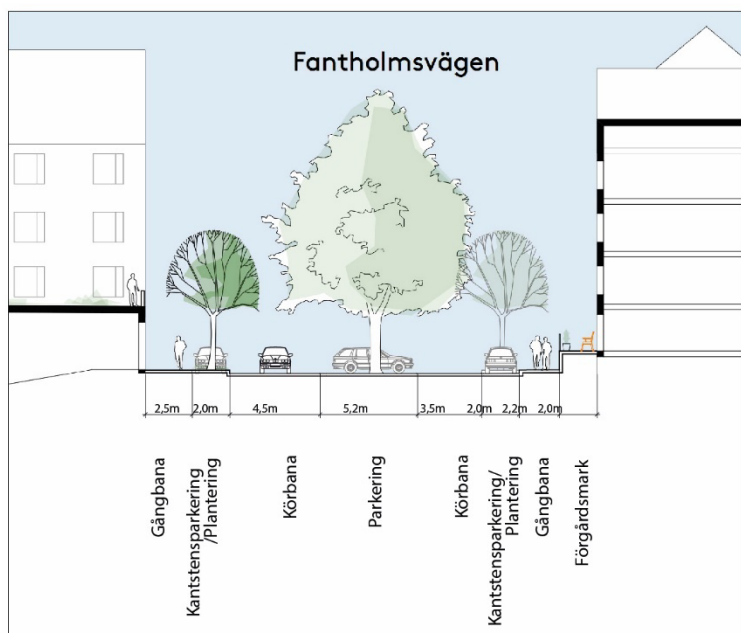 Fantholmsvägen
2,5m 2,0m 4,5m 5,2m 3,5m 2,0m 2,2m 2,0m
Gångbana
Kantstensparkering
/Plantering
Körbana
Parkering
Körbana
Kantstensparkering/
Plantering
Gångbana
Förgårdsmark